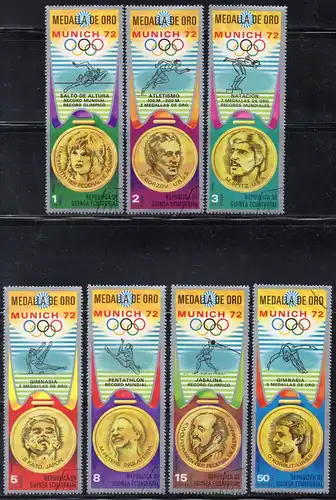 MEDALLA DE ORO
MUNICH 72
SALTO DE ALTURA
RECORD MUNDIAL
RECORD OLIMPICO
1
REPUBLICA DE
GUINEA ECUATORIAL
MEDALLA DE ORO
MUNICH 72
ATLETISMO
100 M - 200 M
2 MEDALLAS DE ORO
V.BORZOV, U.R.S.S.
2
REPUBLICA DE
GUINEA ECUATORIAL
MEDALLA DE ORO
MUNICH 72
NATACION
7 MEDALLAS DE ORO
RECORDS OLIMPICOS
3
REPUBLICA DE
GUINEA ECUATORIAL
MEDALLA DE ORO
MUNICH 72
GIMNASIA
3 MEDALLAS DE ORO
5
REPUBLICA DE
GUINEA ECUATORIAL
MEDALLA DE ORO
MUNICH 72
PENTATHLON
RECORD MUNDIAL
8
REPUBLICA DE
GUINEA ECUATORIAL
MEDALLA DE ORO
MUNICH 72
JABALINA
RECORD OLIMPICO
15
REPUBLICA DE
GUINEA ECUATORIAL
MEDALLA DE ORO
MUNICH 72
GIMNASIA
2 MEDALLAS DE ORO
50
REPUBLICA DE
GUINEA ECUATORIAL